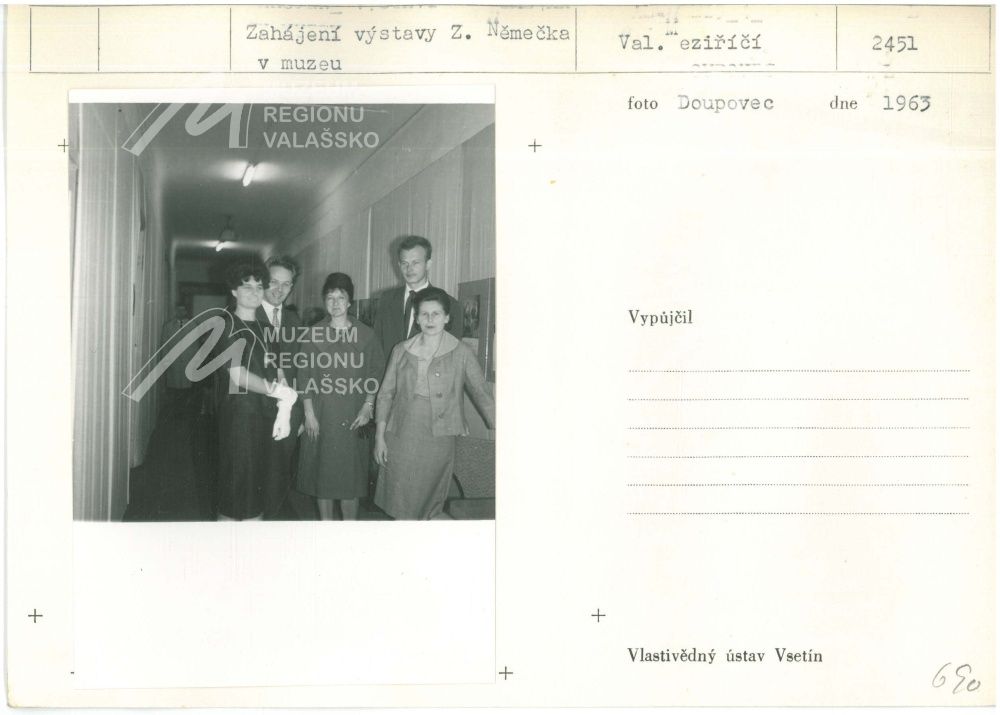 Zahájení výstavy Z. Němečka
v muzeu
Val. Meziříčí
2451
foto Doupovec dne 1963
REGIONU
VALAŠSKO
MUZEUM
REGIONU
VALAŠSKO
Vypůjčil
Vlastivědný ústav Vsetín
690